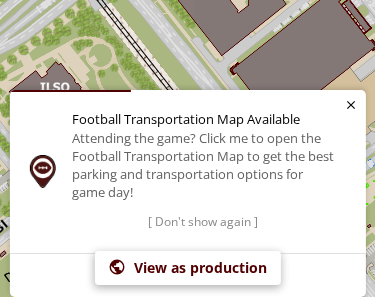 ILSQ
Football Transportation Map Available
Attending the game? Click me to open the
Football Transportation Map to get the best
parking and transportation options for
game day!
[ Don't show again ]
View as production